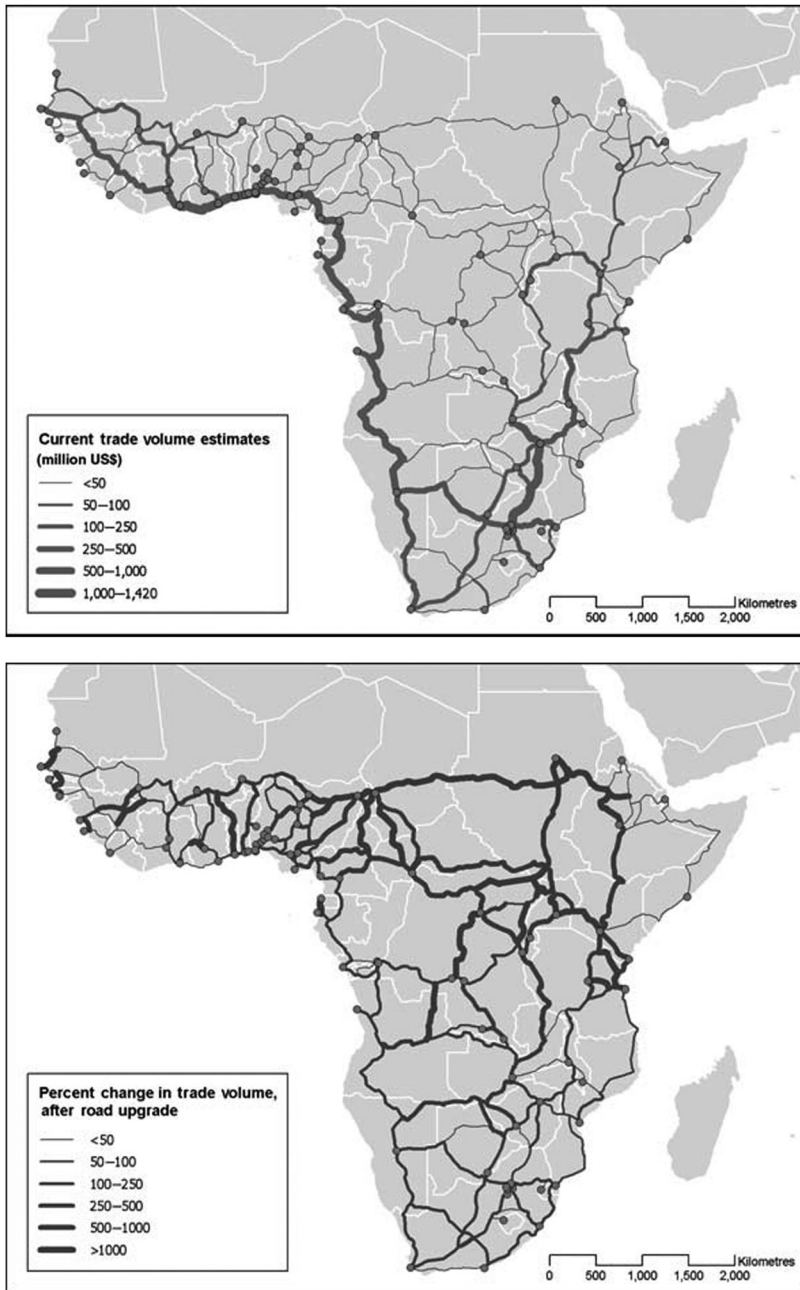 Current trade volume estimates
(million US$)
<50
50–100
100–250
250–500
500–1,000
1,000–1,420
Kilometres
0 500 1,000 1,500 2,000
Percent change in trade volume,
after road upgrade
<50
50–100
100–250
250–500
500–1000
>1000
Kilometres
0 500 1,000 1,500 2,000